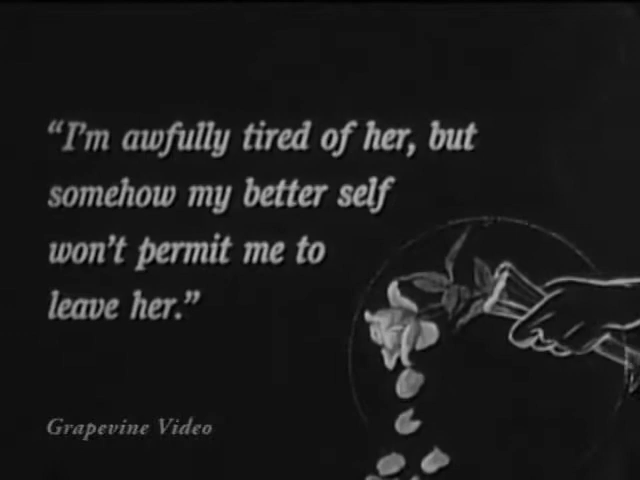 “I'm awfully tired of her, but
somehow my better self
won't permit me to
leave her.”
Grapevine Video